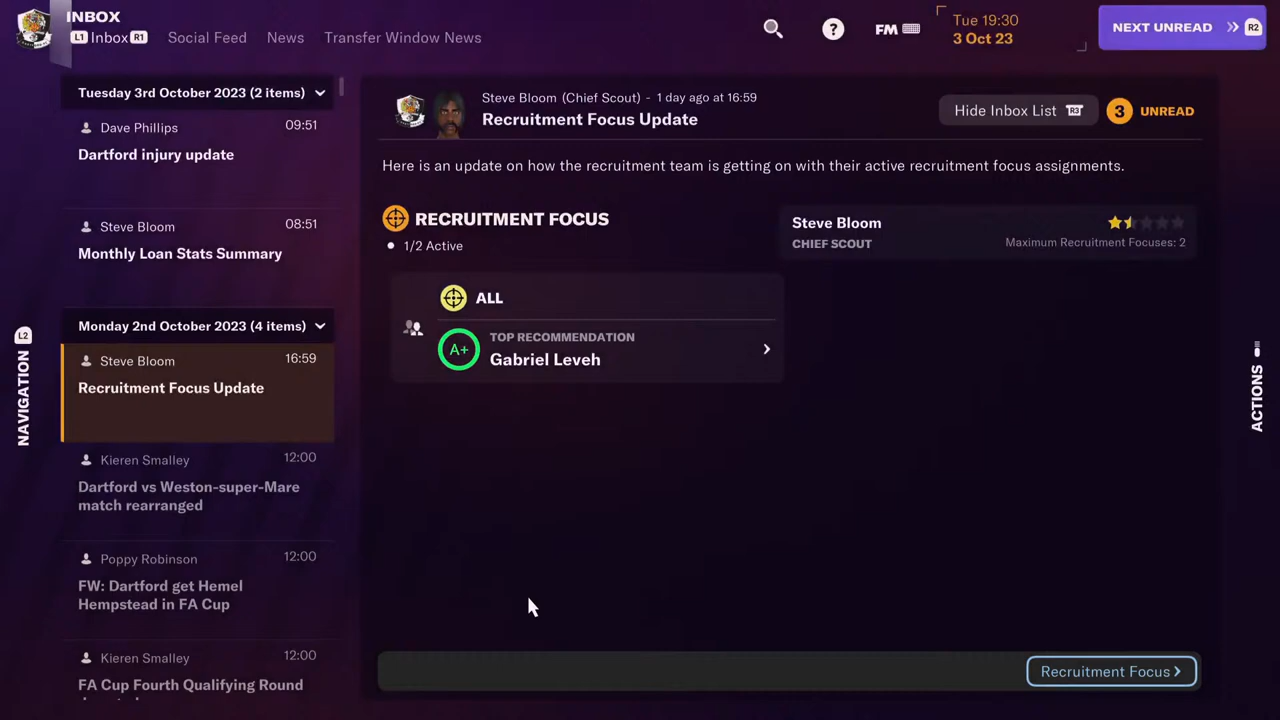 INBOX
L1 Inbox R1 Social Feed News Transfer Window News
? FM
Tue 19:30
3 Oct 23
NEXT UNREAD R2
Tuesday 3rd October 2023 (2 items)
Dave Phillips 09:51
Dartford injury update
Steve Bloom 08:51
Monthly Loan Stats Summary
Monday 2nd October 2023 (4 items)
Steve Bloom 16:59
Recruitment Focus Update
Kieren Smalley 12:00
Dartford vs Weston-super-Mare
match rearranged
Poppy Robinson 12:00
FW: Dartford get Hemel
Hempstead in FA Cup
Kieren Smalley 12:00
FA Cup Fourth Qualifying Round
L2
NAVIGATION
Steve Bloom (Chief Scout) - 1 day ago at 16:59
Recruitment Focus Update
Hide Inbox List R3
3 UNREAD
Here is an update on how the recruitment team is getting on with their active recruitment focus assignments.
RECRUITMENT FOCUS
1/2 Active
Steve Bloom
CHIEF SCOUT
Maximum Recruitment Focuses: 2
ALL
TOP RECOMMENDATION
A+ Gabriel Leveh
Recruitment Focus
ACTIONS